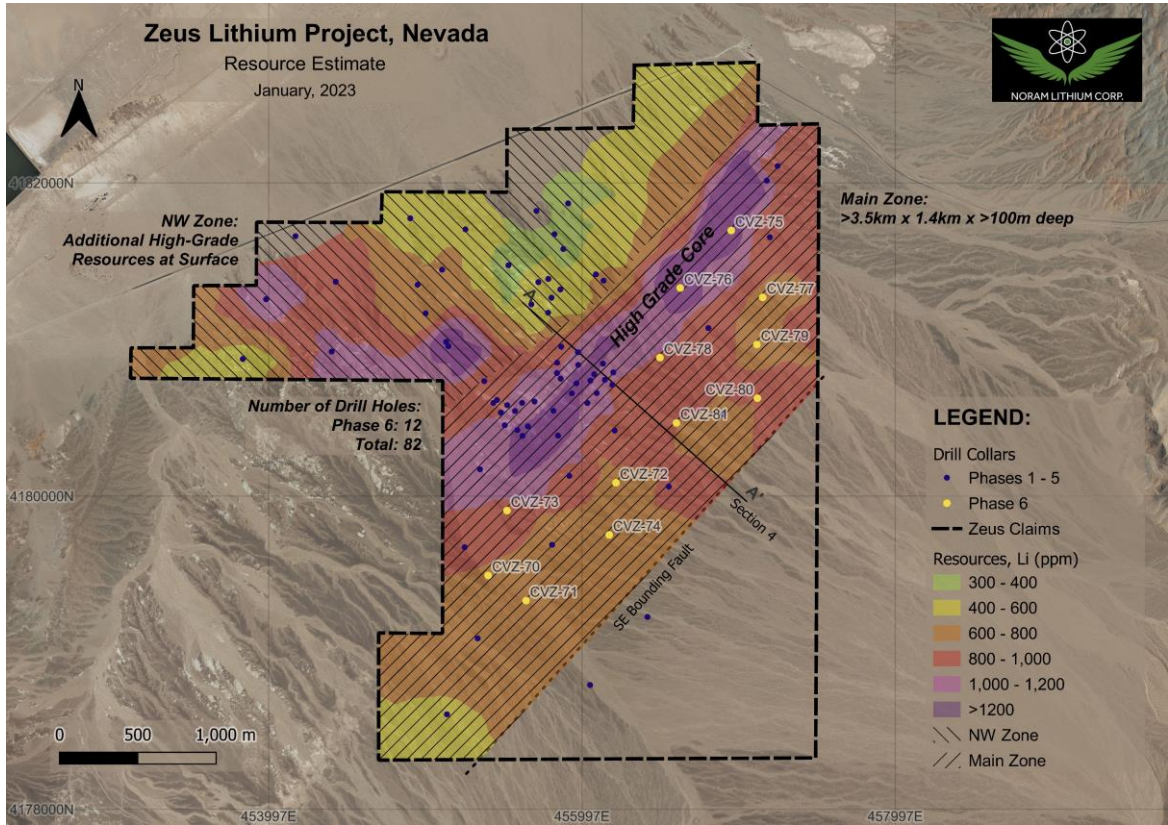 Zeus Lithium Project, Nevada
Resource Estimate
January, 2023
NORAM LITHIUM CORP.
N
4182000N
NW Zone:
Additional High-Grade
Resources at Surface
Main Zone:
>3.5km x 1.4km x >100m deep
High Grade Core
CVZ-75
CVZ-76
CVZ-77
A
CVZ-79
CVZ-78
CVZ-80
CVZ-81
Number of Drill Holes:
Phase 6: 12
Total: 82
CVZ-72
4180000N
A'
Section 4
CVZ-73
CVZ-74
CVZ-70
CVZ-71
SE Bounding Fault
LEGEND:
Drill Collars
Phases 1 - 5
Phase 6
Zeus Claims
Resources, Li (ppm)
300 - 400
400 - 600
600 - 800
800 - 1,000
1,000 - 1,200
>1200
NW Zone
Main Zone
0 500 1,000 m
4178000N
453997E
455997E
457997E